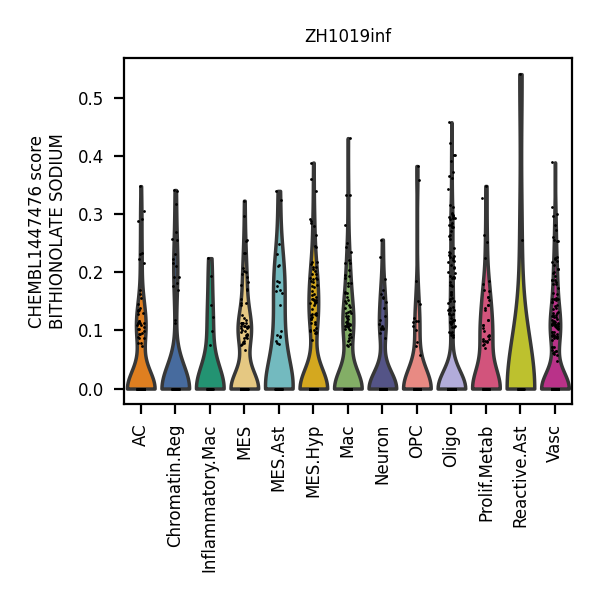 ZH1019inf
CHEMBL1447476 score
BITHIONOLATE SODIUM
0.5
0.4
0.3
0.2
0.1
0.0
AC
Chromatin.Reg
Inflammatory.Mac
MES
MES.Ast
MES.Hyp
Mac
Neuron
OPC
Oligo
Prolif.Metab
Reactive.Ast
Vasc